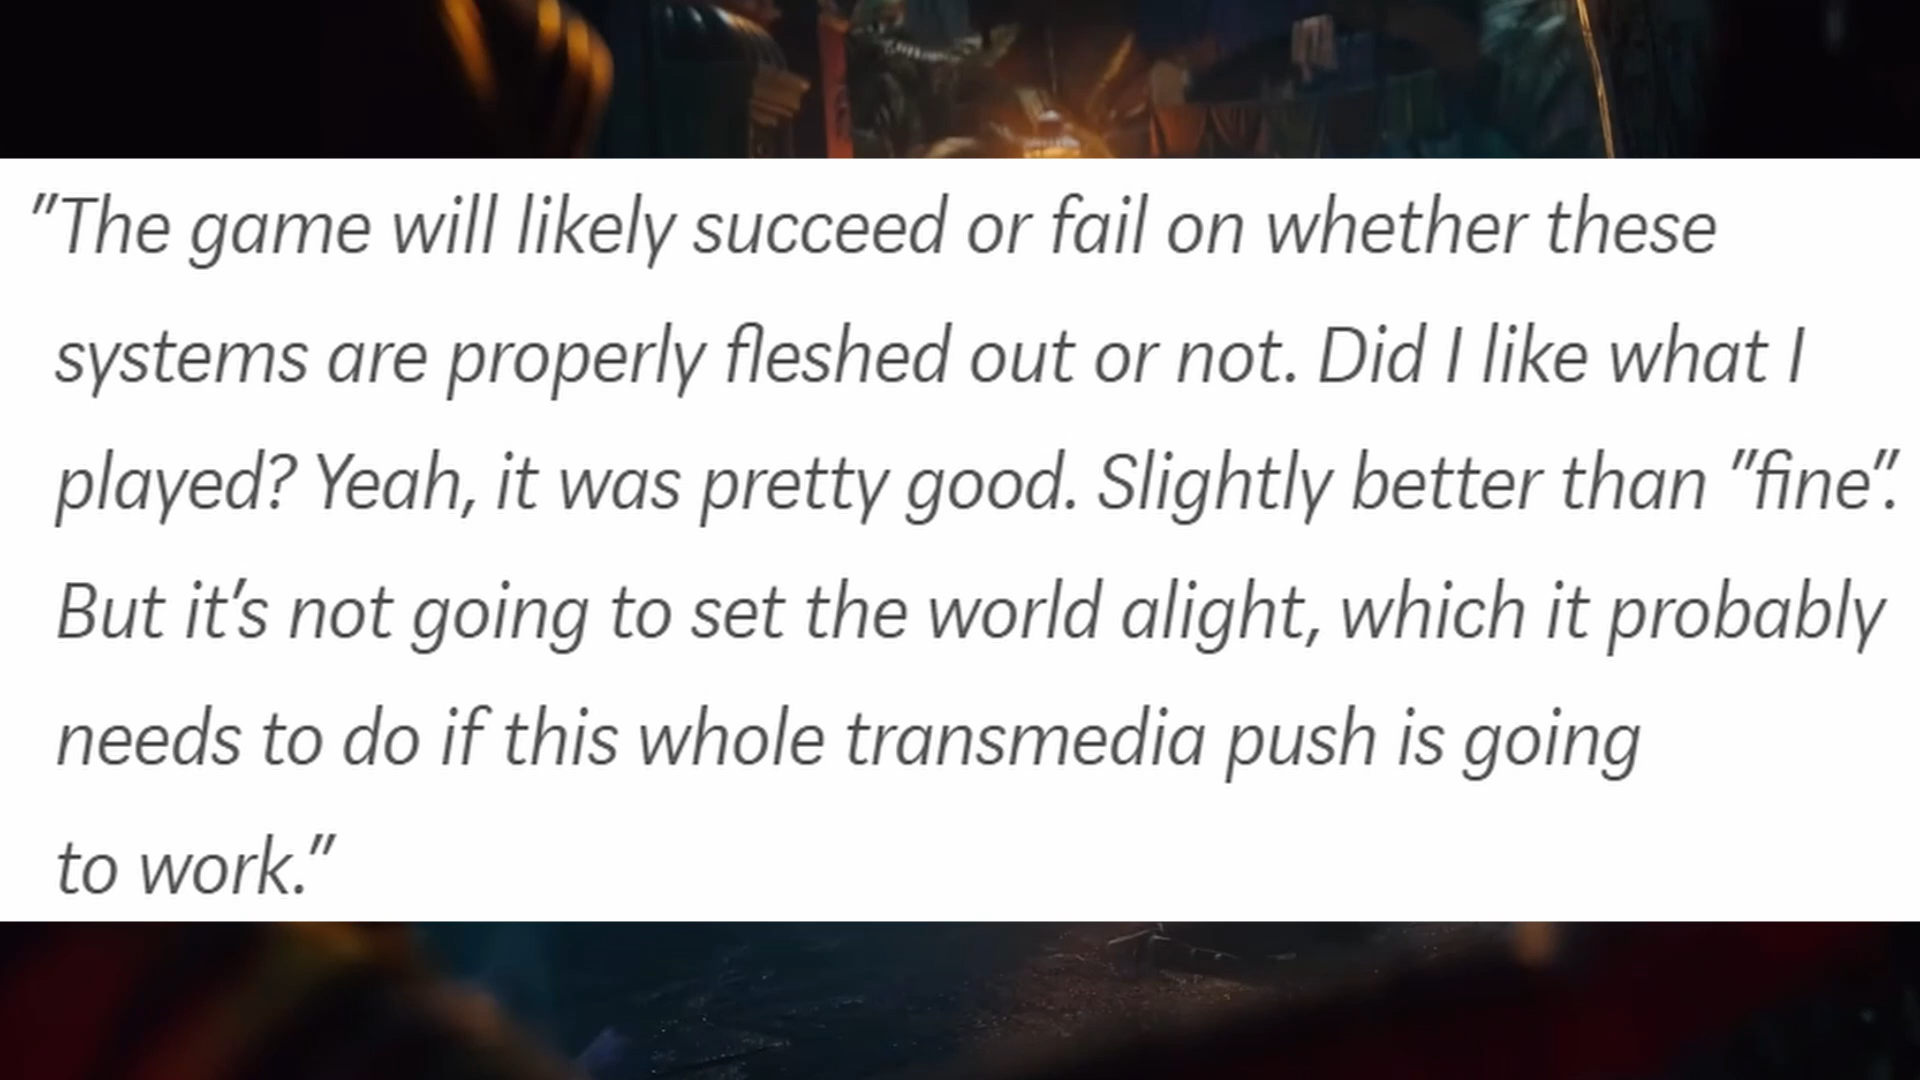 "The game will likely succeed or fail on whether these
systems are properly fleshed out or not. Did I like what I
played? Yeah, it was pretty good. Slightly better than "fine".
But it's not going to set the world alight, which it probably
needs to do if this whole transmedia push is going
to work."